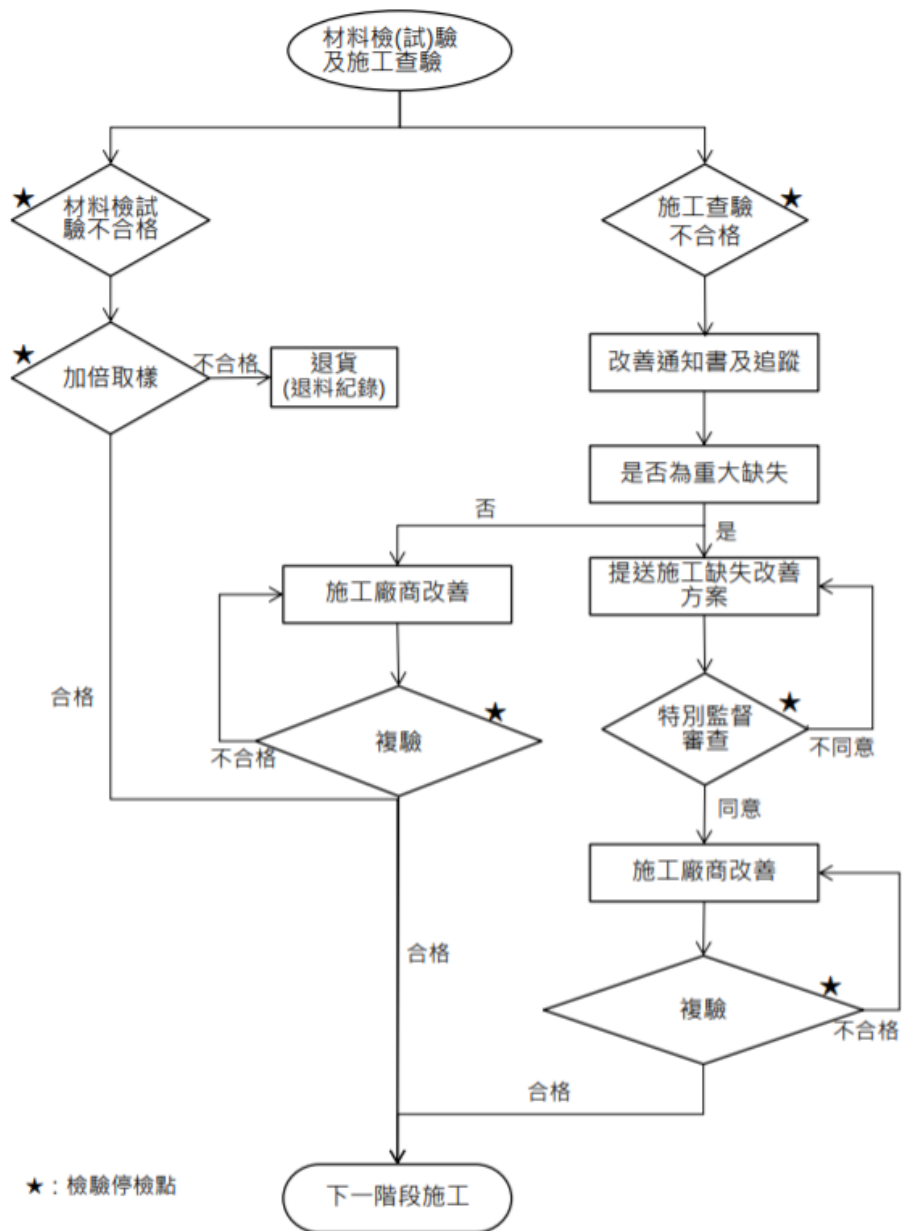 材料檢(試)驗
及施工查驗
材料檢試
驗不合格
施工查驗
不合格
加倍取樣
不合格
退貨
(退料紀錄)
改善通知書及追蹤
是否為重大缺失
否
是
施工廠商改善
提送施工缺失改善
方案
合格
複驗
不合格
特別監督
審查
不同意
同意
施工廠商改善
合格
複驗
不合格
合格
★：檢驗停檢點
下一階段施工